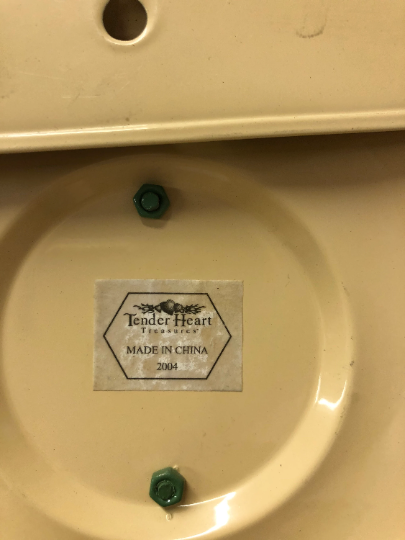 Tender Heart
Treasures®
MADE IN CHINA
2004